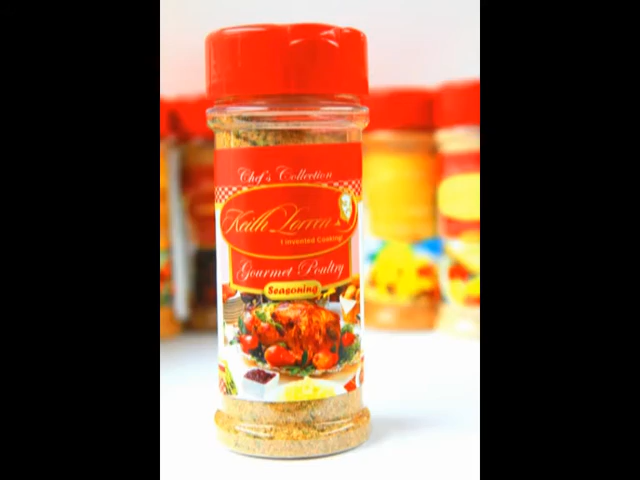 Chef's Collection
Keith Lorren
I Invented Cooking!
Gourmet Poultry
Seasoning